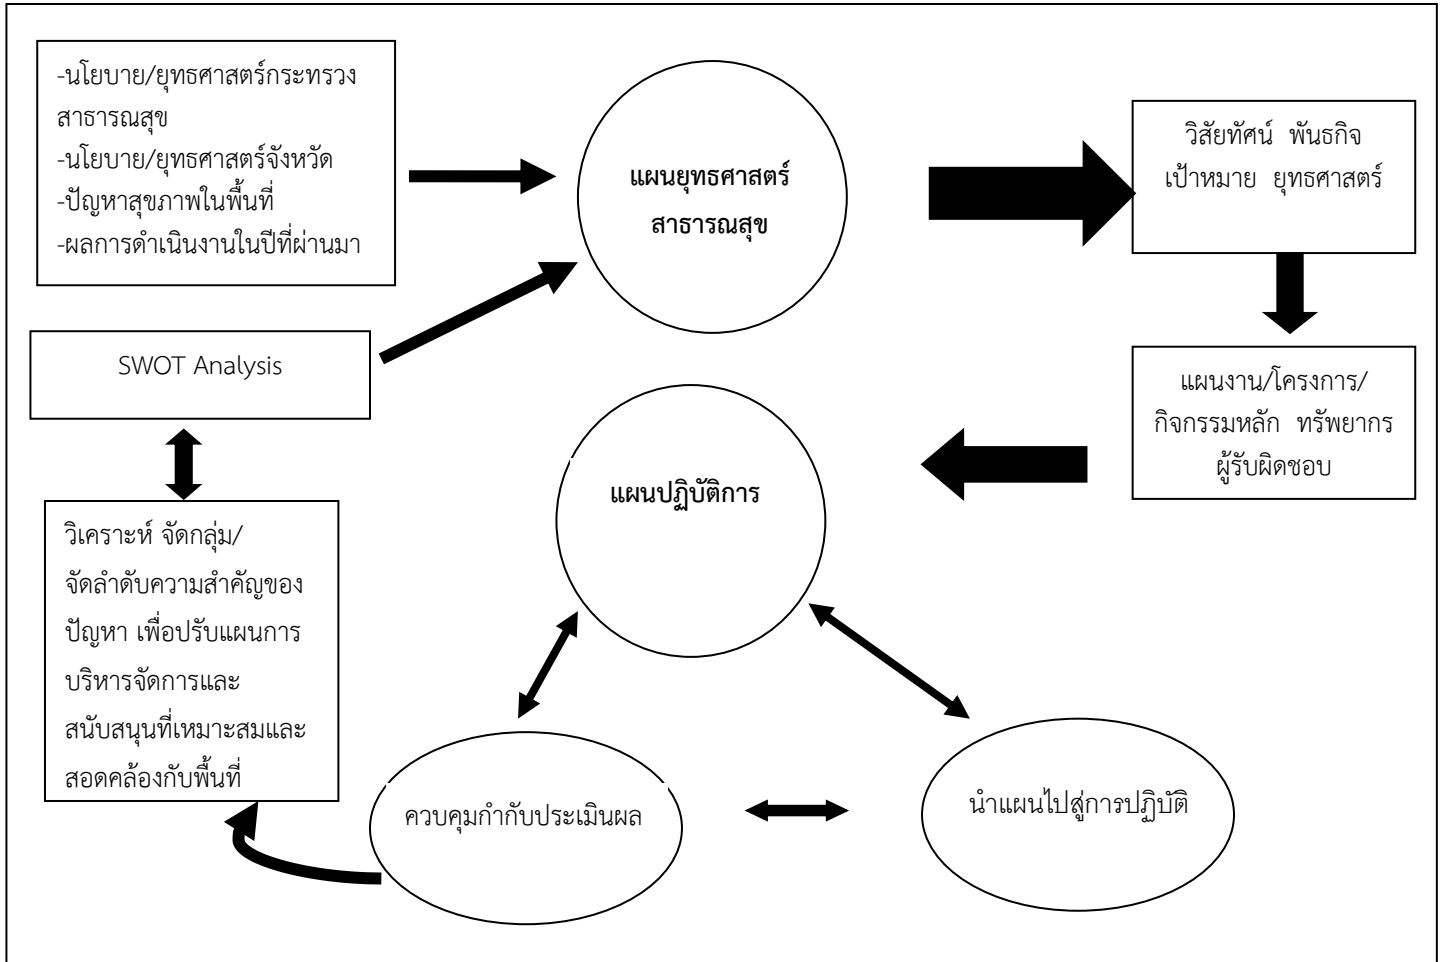 -นโยบาย/ยุทธศาสตร์กระทรวง
สาธารณสุข
-นโยบาย/ยุทธศาสตร์จังหวัด
-ปัญหาสุขภาพในพื้นที่
-ผลการดำเนินงานในปีที่ผ่านมา
แผนยุทธศาสตร์
สาธารณสุข
วิสัยทัศน์ พันธกิจ
เป้าหมาย ยุทธศาสตร์
SWOT Analysis
แผนงาน/โครงการ/
กิจกรรมหลัก ทรัพยากร
ผู้รับผิดชอบ
แผนปฏิบัติการ
วิเคราะห์ จัดกลุ่ม/
จัดลำดับความสำคัญของ
ปัญหา เพื่อปรับแผนการ
บริหารจัดการและ
สนับสนุนที่เหมาะสมและ
สอดคล้องกับพื้นที่
ควบคุมกำกับประเมินผล
นำแผนไปสู่การปฏิบัติ